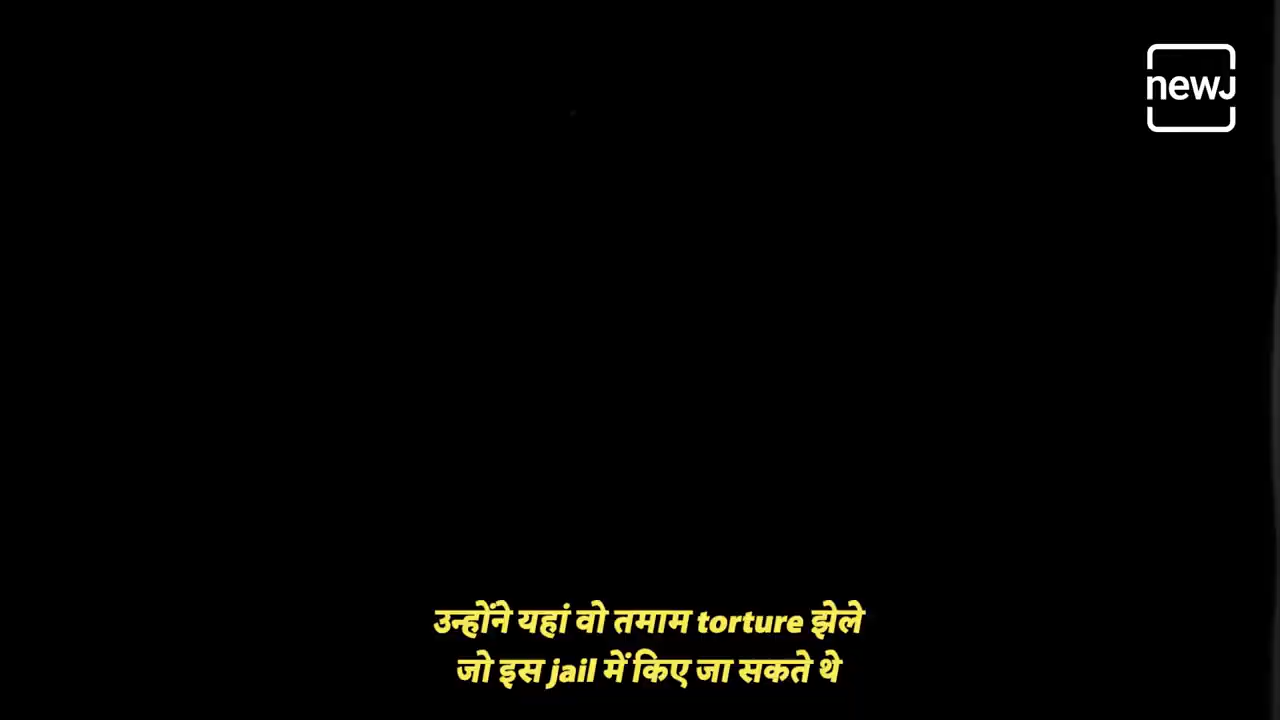 newJ
उन्होंने यहां वो तमाम torture झेले
जो इस jail में किए जा सकते थे